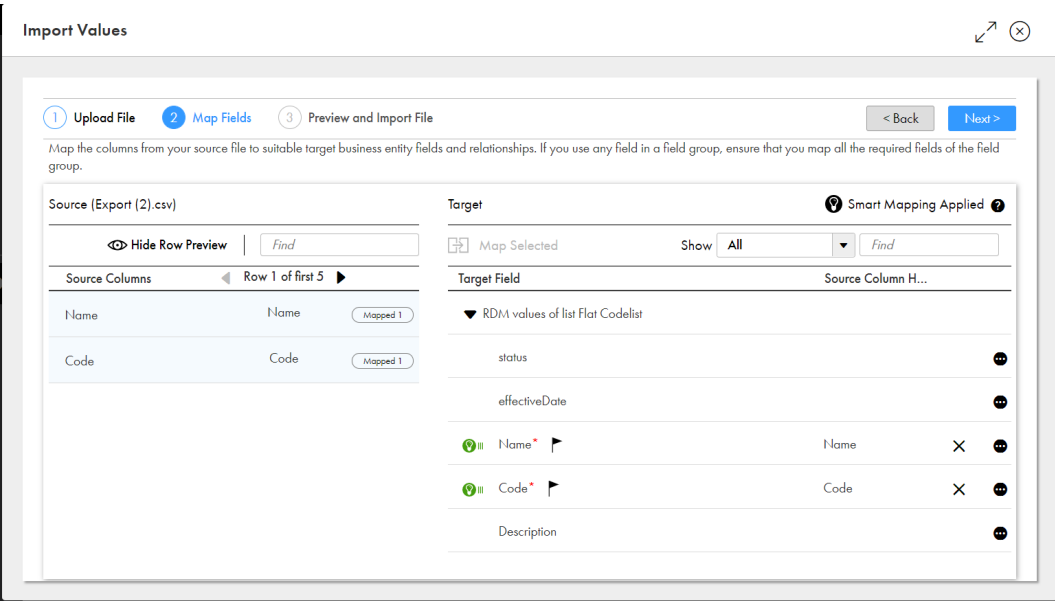 Import Values
1 Upload File 2 Map Fields 3 Preview and Import File < Back Next >
Map the columns from your source file to suitable target business entity fields and relationships. If you use any field in a field group, ensure that you map all the required fields of the field
group.
Source (Export (2).csv)
Hide Row Preview Find
Source Columns Row 1 of first 5
Name Name Mapped 1
Code Code Mapped 1
Target Smart Mapping Applied ?
Map Selected Show All Find
Target Field Source Column H...
RDM values of list Flat Codelist
status
effectiveDate
Name* Name
Code* Code
Description